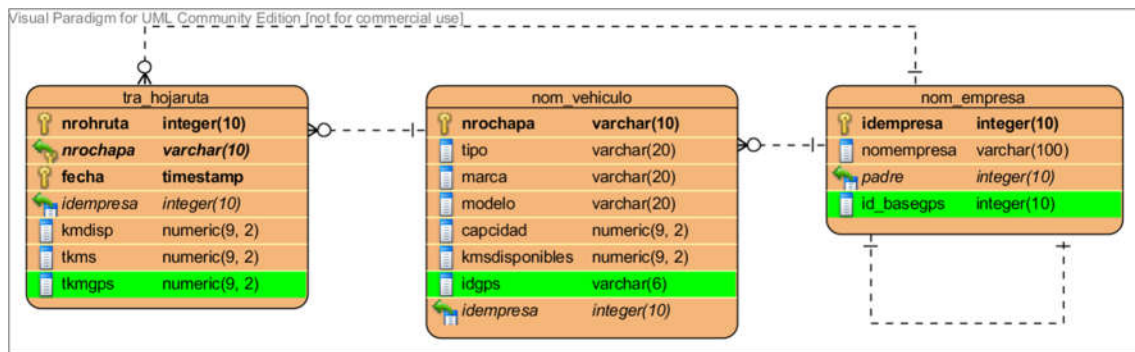 Visual Paradigm for UML Community Edition [not for commercial use]
tra_hojaruta
nrohruta integer(10)
nrochapa varchar(10)
fecha timestamp
idempresa integer(10)
kmdisp numeric(9, 2)
tkms numeric(9, 2)
tkmgps numeric(9, 2)
nom_vehiculo
nrochapa varchar(10)
tipo varchar(20)
marca varchar(20)
modelo varchar(20)
capcidad numeric(9, 2)
kmsdisponibles numeric(9, 2)
idgps varchar(6)
idempresa integer(10)
nom_empresa
idempresa integer(10)
nomempresa varchar(100)
padre integer(10)
id_basegps integer(10)